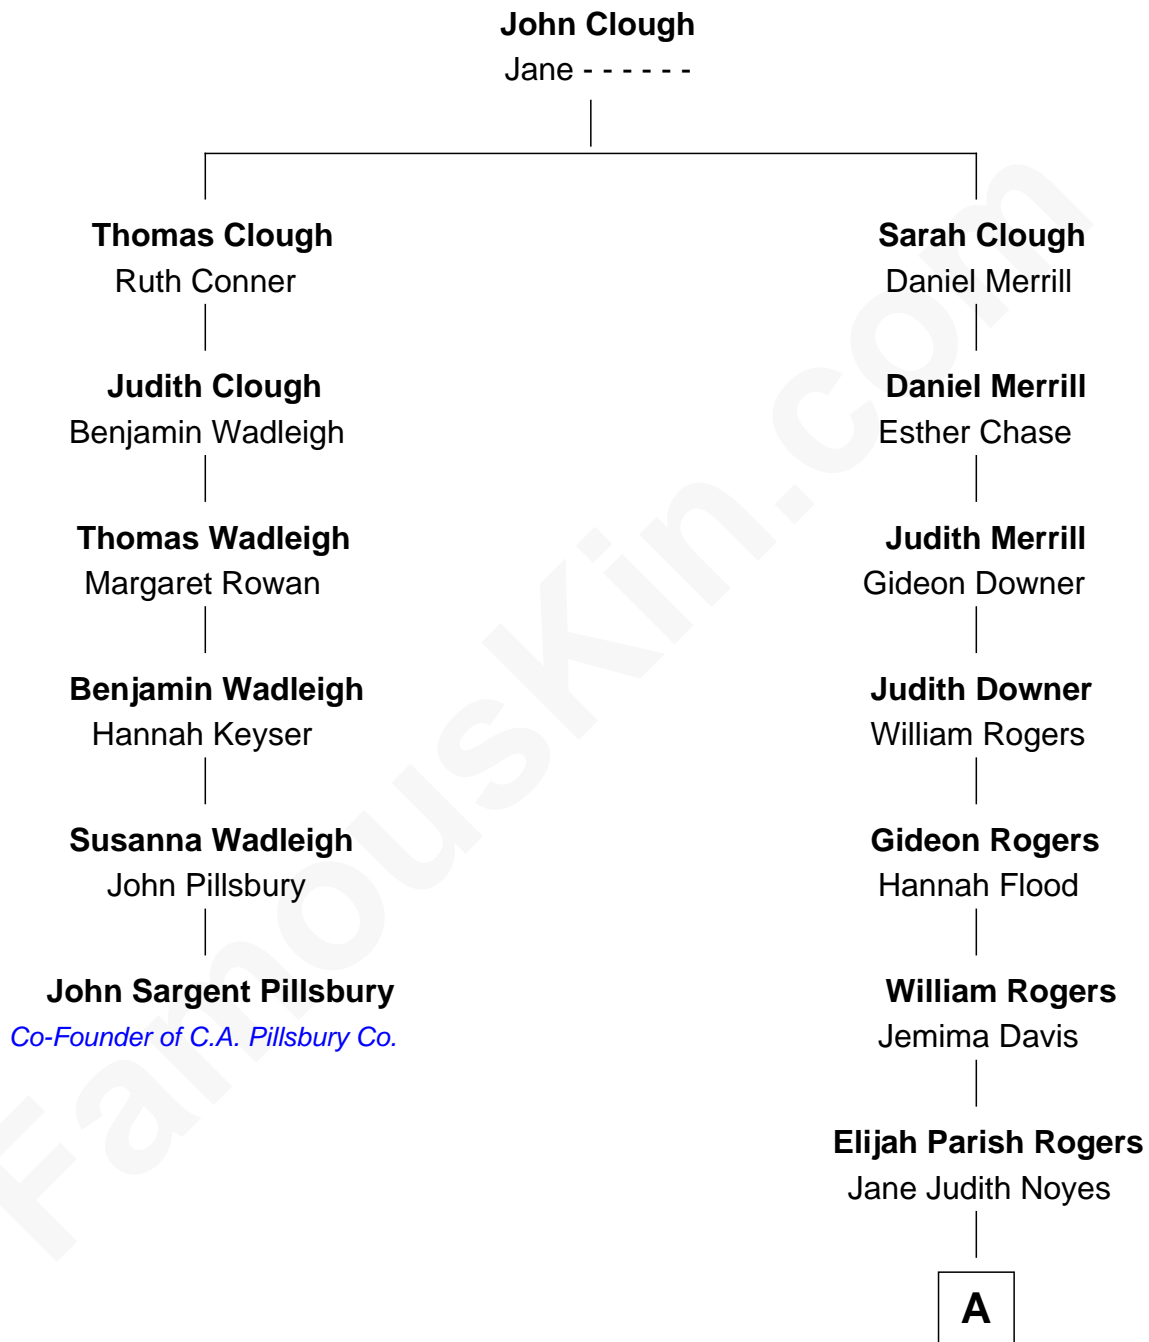 John Clough
Jane - - - - - -
Thomas Clough
Ruth Conner
Judith Clough
Benjamin Wadleigh
Thomas Wadleigh
Margaret Rowan
Benjamin Wadleigh
Hannah Keyser
Susanna Wadleigh
John Pillsbury
John Sargent Pillsbury
Co-Founder of C.A. Pillsbury Co.
Sarah Clough
Daniel Merrill
Daniel Merrill
Esther Chase
Judith Merrill
Gideon Downer
Judith Downer
William Rogers
Gideon Rogers
Hannah Flood
William Rogers
Jemima Davis
Elijah Parish Rogers
Jane Judith Noyes
A
FamousKin.com